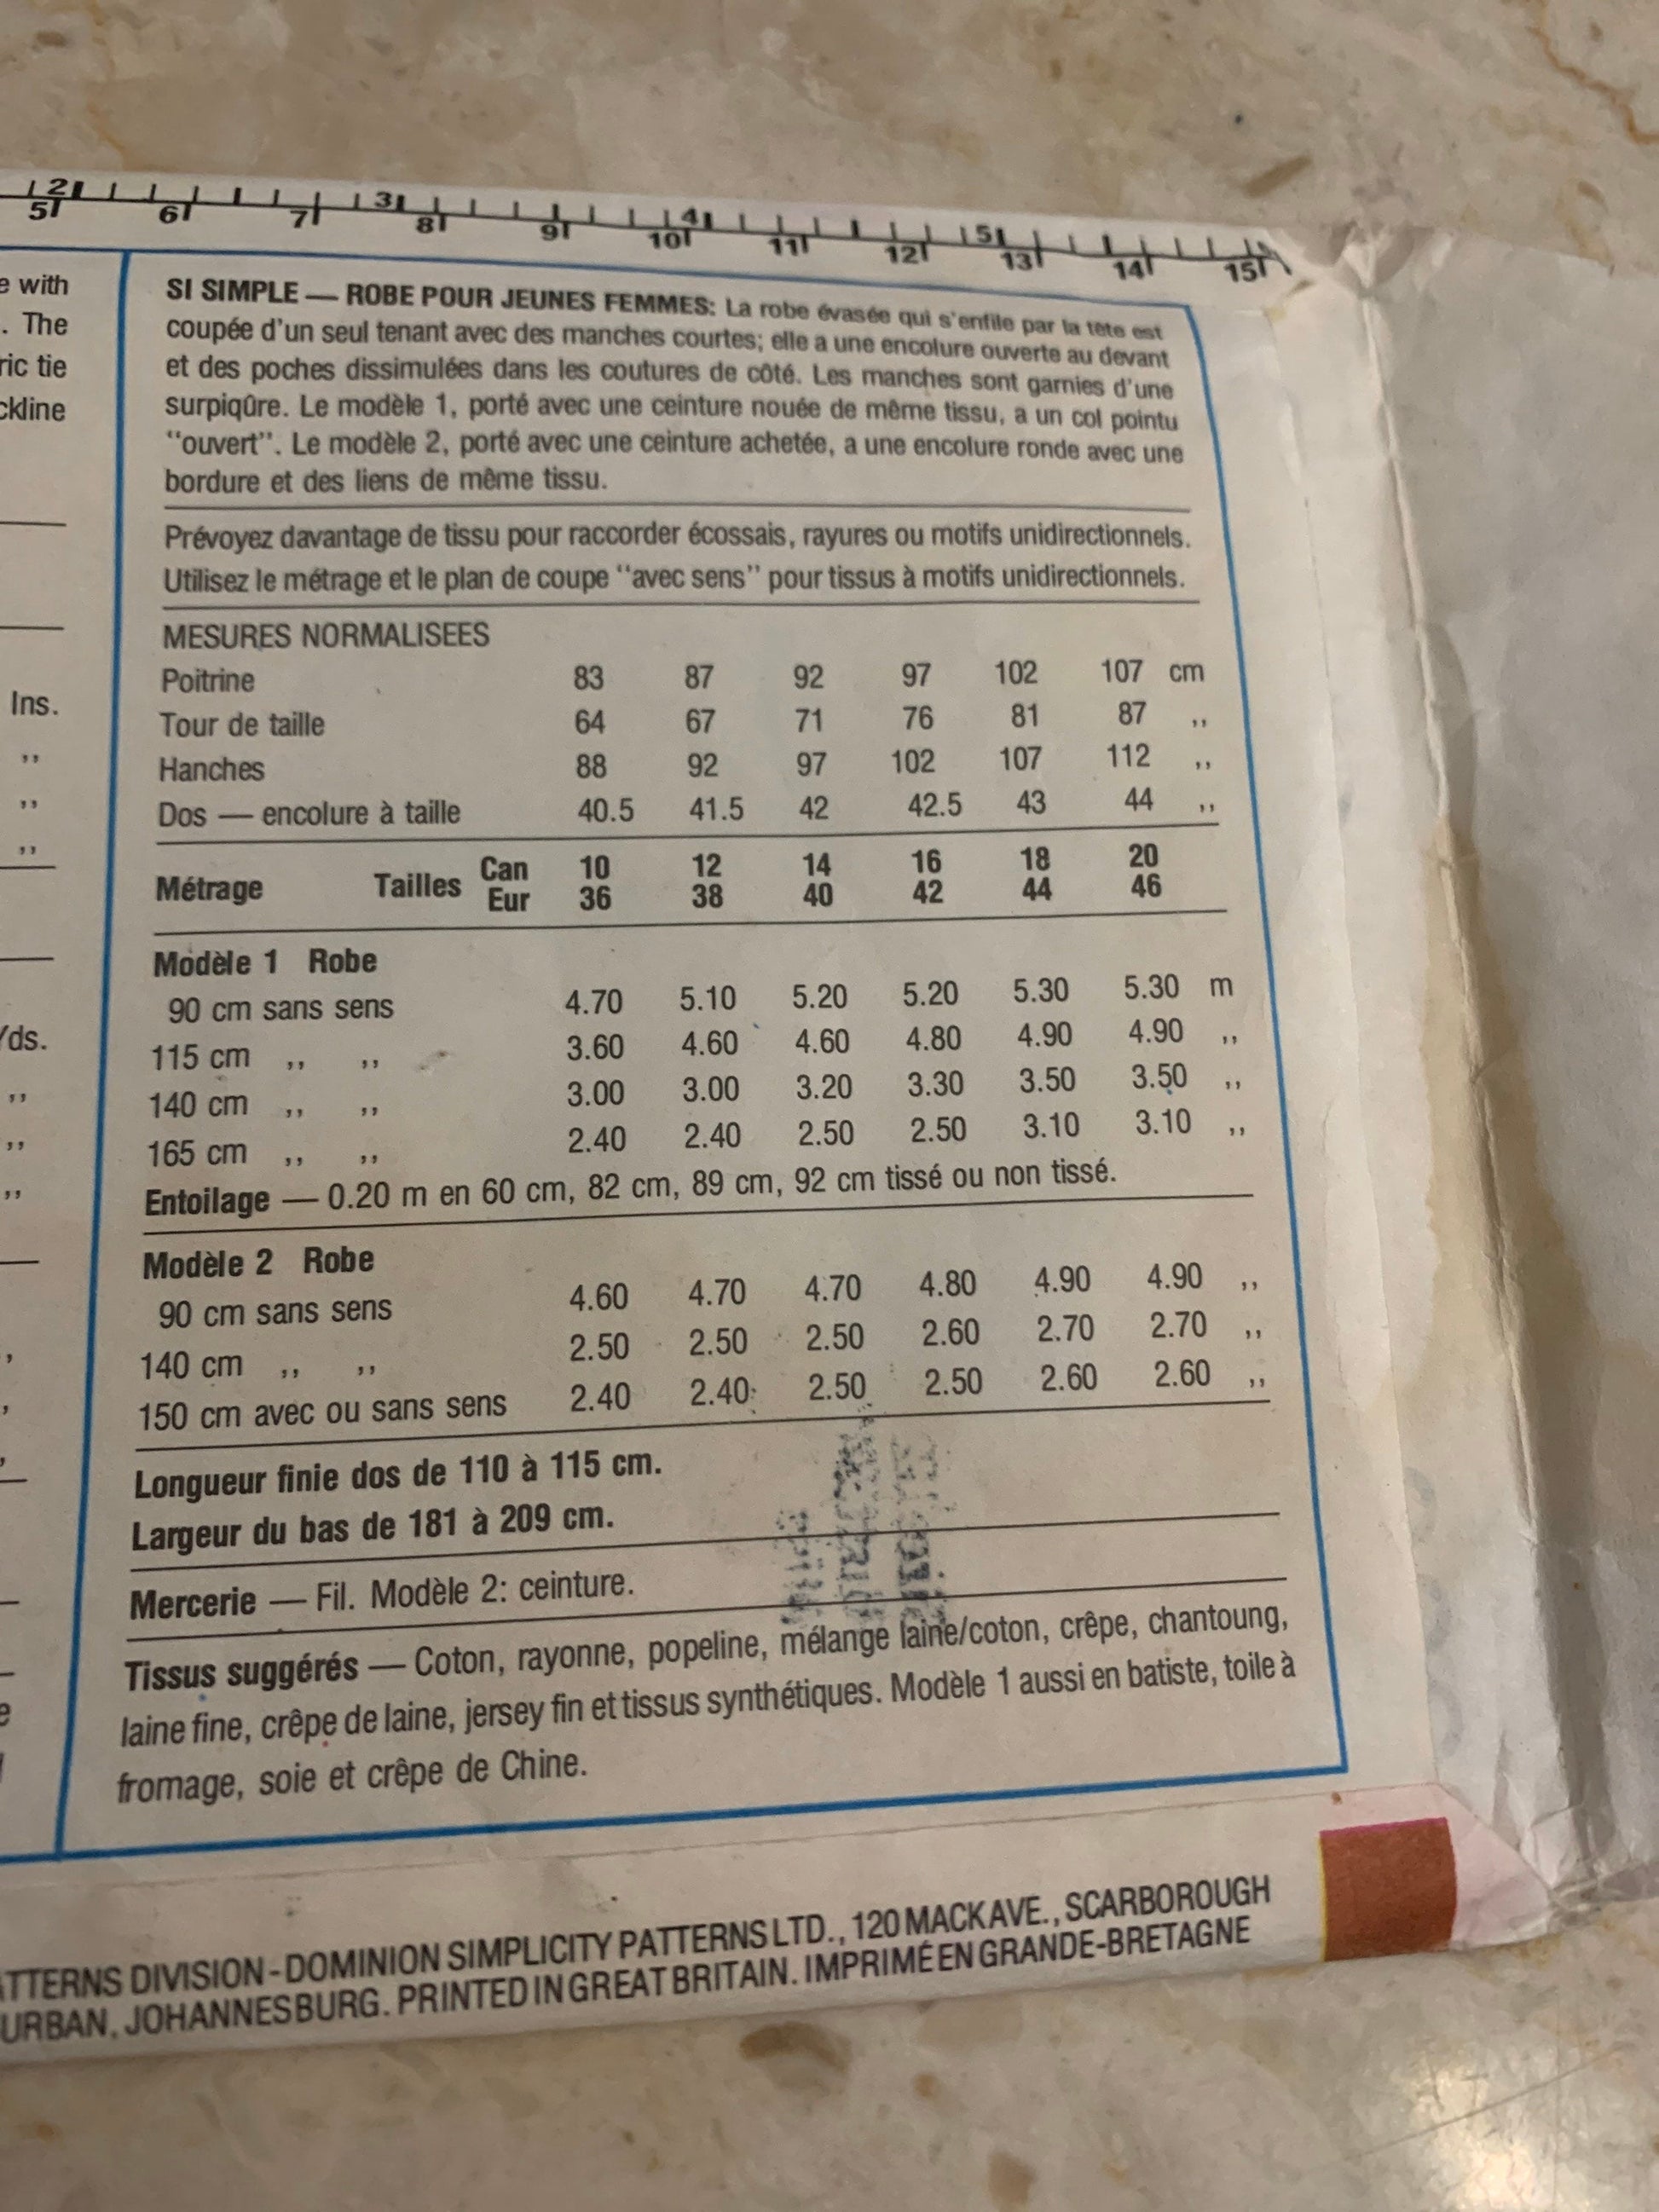 2
5 6 7 3 8 9 4 10 11 12 5 13 14 15
e with
. The
ric tie
ckline
Ins.
,,
,,
,,
Yds.
,,
,,
,,
SI SIMPLE — ROBE POUR JEUNES FEMMES: La robe évasée qui s'enfile par la tête est
coupée d'un seul tenant avec des manches courtes; elle a une encolure ouverte au devant
et des poches dissimulées dans les coutures de côté. Les manches sont garnies d'une
surpiqûre. Le modèle 1, porté avec une ceinture nouée de même tissu, a un col pointu
"ouvert". Le modèle 2, porté avec une ceinture achetée, a une encolure ronde avec une
bordure et des liens de même tissu.
Prévoyez davantage de tissu pour raccorder écossais, rayures ou motifs unidirectionnels.
Utilisez le métrage et le plan de coupe "avec sens" pour tissus à motifs unidirectionnels.
MESURES NORMALISEES
Poitrine 83 87 92 97 102 107 cm
Tour de taille 64 67 71 76 81 87 ,,
Hanches 88 92 97 102 107 112 ,,
Dos — encolure à taille 40.5 41.5 42 42.5 43 44 ,,
Métrage Tailles Can 10 12 14 16 18 20
Eur 36 38 40 42 44 46
Modèle 1 Robe
90 cm sans sens 4.70 5.10 5.20 5.20 5.30 5.30 m
115 cm ,, ,, 3.60 4.60 4.60 4.80 4.90 4.90 ,,
140 cm ,, ,, 3.00 3.00 3.20 3.30 3.50 3.50 ,,
165 cm ,, ,, 2.40 2.40 2.50 2.50 3.10 3.10 ,,
Entoilage — 0.20 m en 60 cm, 82 cm, 89 cm, 92 cm tissé ou non tissé.
Modèle 2 Robe
90 cm sans sens 4.60 4.70 4.70 4.80 4.90 4.90 ,,
140 cm ,, ,, 2.50 2.50 2.50 2.60 2.70 2.70 ,,
150 cm avec ou sans sens 2.40 2.40 2.50 2.50 2.60 2.60 ,,
Longueur finie dos de 110 à 115 cm.
Largeur du bas de 181 à 209 cm.
Mercerie — Fil. Modèle 2: ceinture.
Tissus suggérés — Coton, rayonne, popeline, mélange laine/coton, crêpe, chantoung,
laine fine, crêpe de laine, jersey fin et tissus synthétiques. Modèle 1 aussi en batiste, toile à
fromage, soie et crêpe de Chine.
ATTERNS DIVISION - DOMINION SIMPLICITY PATTERNS LTD., 120 MACK AVE., SCARBOROUGH
URBAN, JOHANNESBURG. PRINTED IN GREAT BRITAIN. IMPRIMÉ EN GRANDE-BRETAGNE